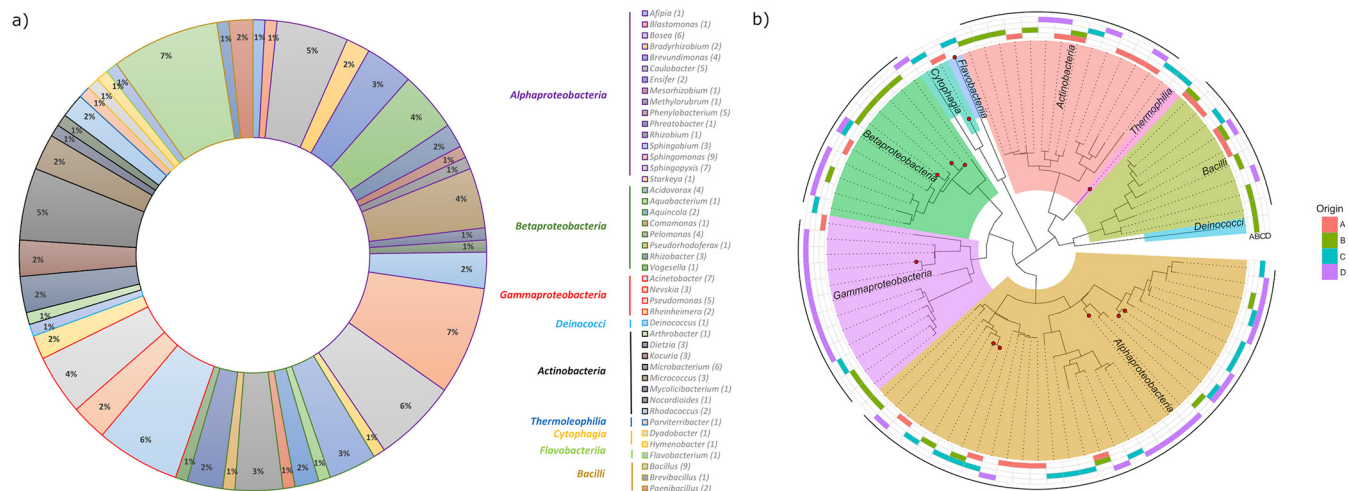 a)
1%
2%
1%
1%
5%
2%
3%
4%
2%
1%
1%
4%
1%
1%
2%
7%
6%
1%
3%
1%
2%
1%
3%
1%
2%
1%
6%
2%
4%
2%
1%
1%
2%
2%
5%
2%
1%
1%
2%
1%
1%
1%
1%
7%
Alphaproteobacteria
Afipia (1)
Blastomonas (1)
Bosea (6)
Bradyrhizobium (2)
Brevundimonas (4)
Caulobacter (5)
Ensifer (2)
Mesorhizobium (1)
Methylorubrum (1)
Phenylobacterium (5)
Phreatobacter (1)
Rhizobium (1)
Sphingobium (3)
Sphingomonas (9)
Sphingopyxis (7)
Starkeya (1)
Betaproteobacteria
Acidovorax (4)
Aquabacterium (1)
Aquincola (2)
Comamonas (1)
Pelomonas (4)
Pseudorhodoferax (1)
Rhizobacter (3)
Vogesella (1)
Gammaproteobacteria
Acinetobacter (7)
Nevskia (3)
Pseudomonas (5)
Rheinheimera (2)
Deinococci
Deinococcus (1)
Actinobacteria
Arthrobacter (1)
Dietzia (3)
Kocuria (3)
Microbacterium (6)
Micrococcus (3)
Mycolicibacterium (1)
Nocardioides (1)
Rhodococcus (2)
Thermoleophilia
Parviterribacter (1)
Cytophagia
Dyadobacter (1)
Hymenobacter (1)
Flavobacteriia
Flavobacterium (1)
Bacilli
Bacillus (9)
Brevibacillus (1)
Paenibacillus (2)
b)
Cytophagia
Flavobacteriia
Actinobacteria
Thermophilia
Bacilli
Deinococci
ABCD
Betaproteobacteria
Gammaproteobacteria
Alphaproteobacteria
Origin
A
B
C
D